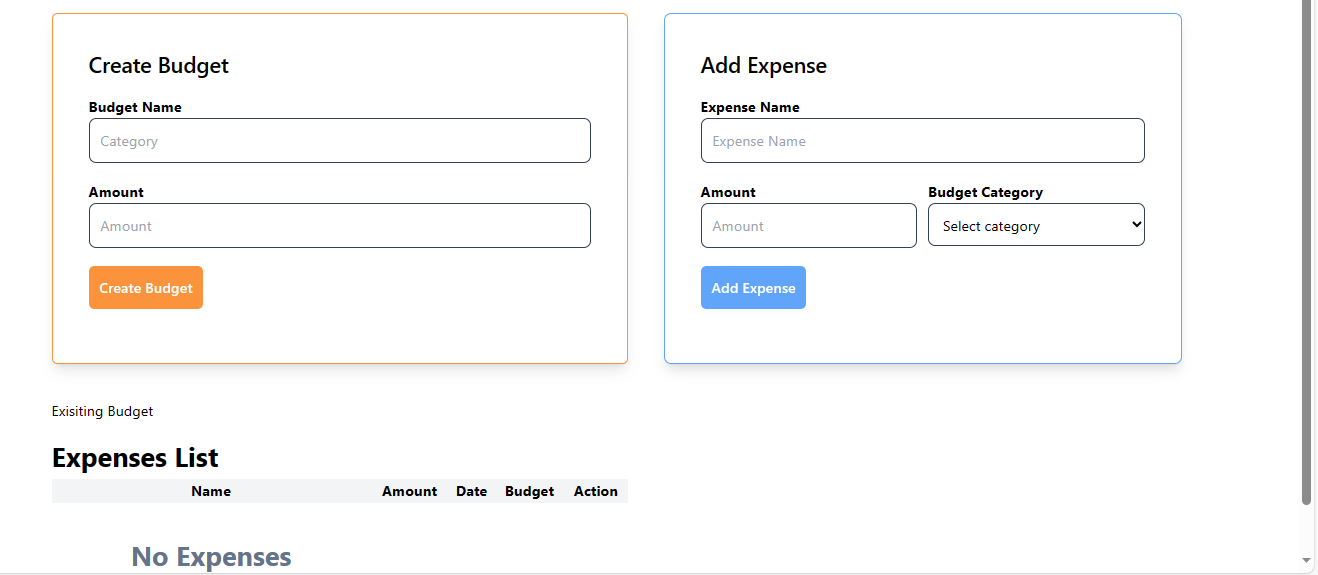 Create Budget
Budget Name
Category
Amount
Amount
Create Budget
Add Expense
Expense Name
Expense Name
Amount
Budget Category
Amount
Select category
Add Expense
Exisiting Budget
Expenses List
Name Amount Date Budget Action
No Expenses